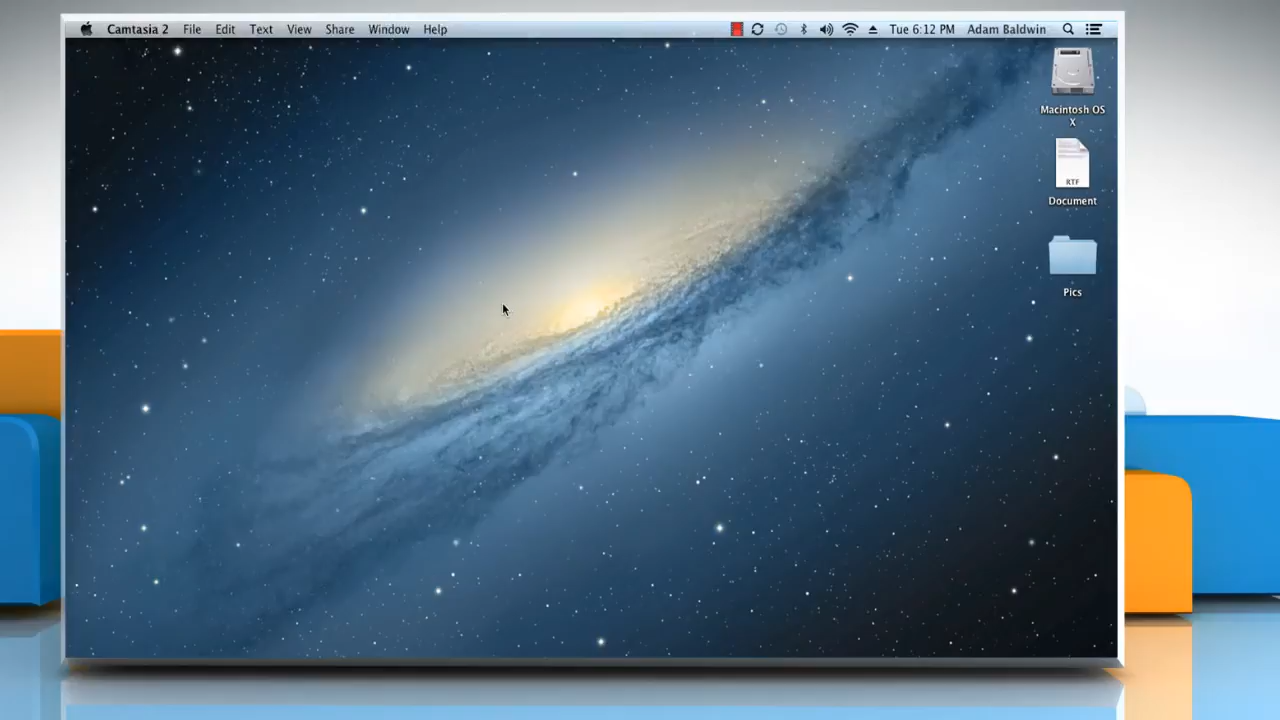 Camtasia 2 File Edit Text View Share Window Help Tue 6:12 PM Adam Baldwin
Macintosh OS
X
RTF
Document
Pics